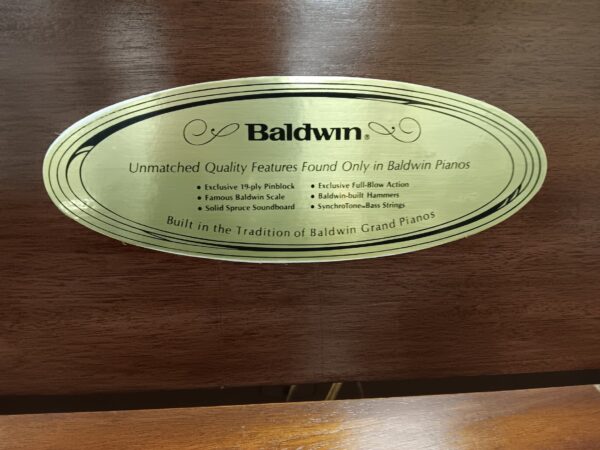 Baldwin®
Unmatched Quality Features Found Only in Baldwin Pianos
• Exclusive 19-ply Pinblock
• Famous Baldwin Scale
• Solid Spruce Soundboard
• Exclusive Full-Blow Action
• Baldwin-built Hammers
• SynchroTone™ Bass Strings
Built in the Tradition of Baldwin Grand Pianos